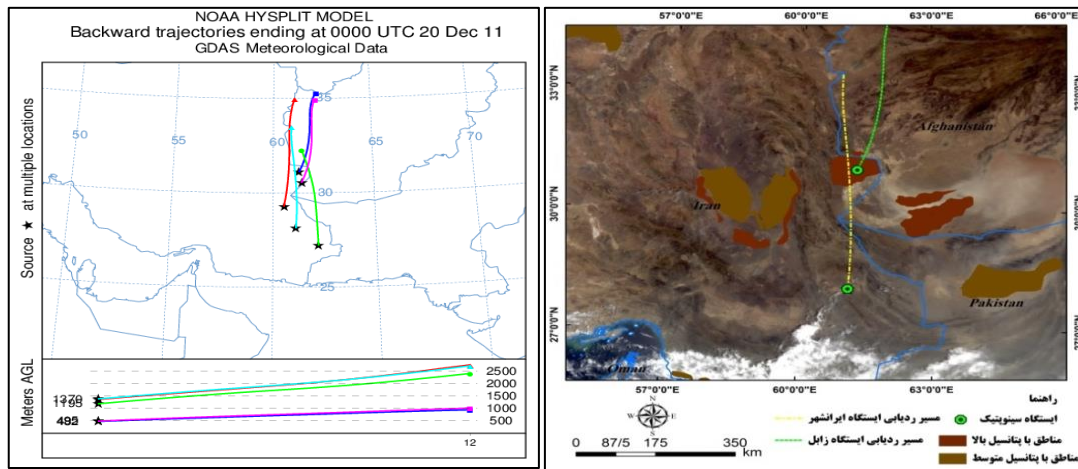 NOAA HYSPLIT MODEL
Backward trajectories ending at 0000 UTC 20 Dec 11
GDAS Meteorological Data
Source ★ at multiple locations
50
55
60
65
70
35
30
25
Meters AGL
2500
2000
1500
1000
500
12
57°0'0"E
60°0'0"E
63°0'0"E
66°0'0"E
33°0'0"N
30°0'0"N
27°0'0"N
Afghanistan
Iran
Pakistan
Oman
57°0'0"E
60°0'0"E
63°0'0"E
N
W
E
S
0
87/5
175
350
km
راهنما
ایستگاه سینوپتیک
مسیر ردیابی ایستگاه ایرانشهر
مناطق با پتانسیل بالا
مسیر ردیابی ایستگاه زابل
مناطق با پتانسیل متوسط